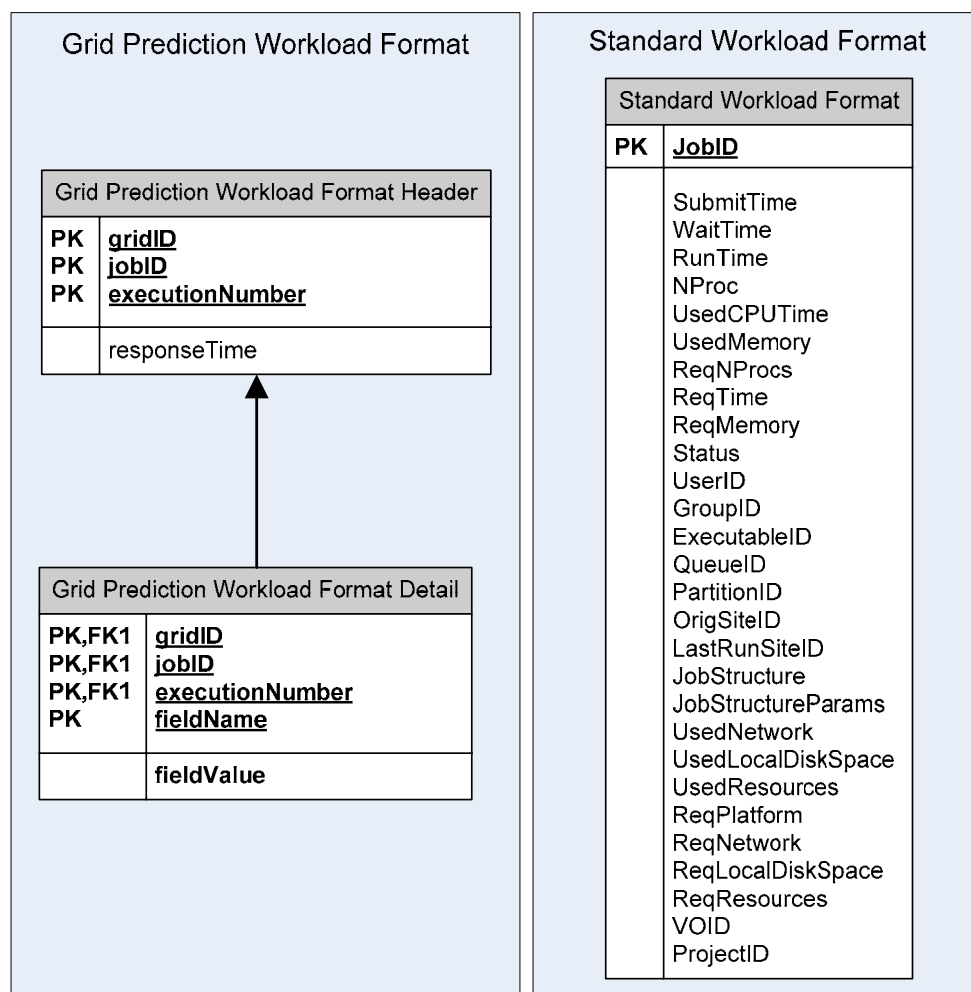 Grid Prediction Workload Format
Grid Prediction Workload Format Header
PK gridID
PK jobID
PK executionNumber
responseTime
Grid Prediction Workload Format Detail
PK,FK1 gridID
PK,FK1 jobID
PK,FK1 executionNumber
PK fieldName
fieldValue
Standard Workload Format
Standard Workload Format
PK JobID
SubmitTime
WaitTime
RunTime
NProc
UsedCPUTime
UsedMemory
ReqNProcs
ReqTime
ReqMemory
Status
UserID
GroupID
ExecutableID
QueueID
PartitionID
OrigSiteID
LastRunSiteID
JobStructure
JobStructureParams
UsedNetwork
UsedLocalDiskSpace
UsedResources
ReqPlatform
ReqNetwork
ReqLocalDiskSpace
ReqResources
VOID
ProjectID